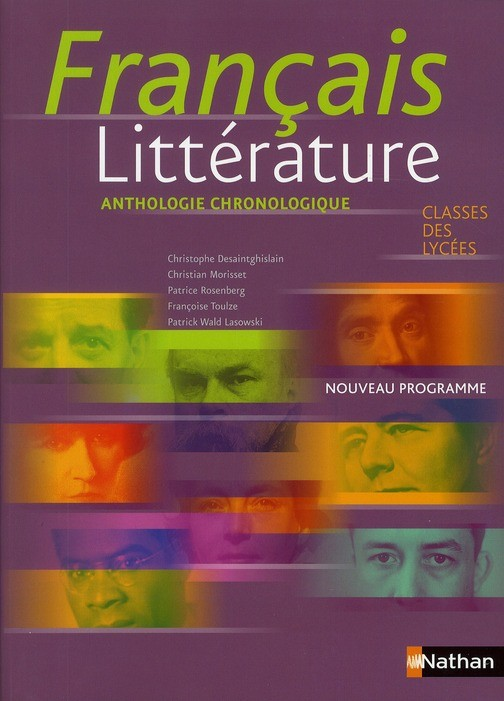 Français
Littérature
ANTHOLOGIE CHRONOLOGIQUE
CLASSES
DES
LYCÉES
Christophe Desaintghislain
Christian Morisset
Patrice Rosenberg
Françoise Toulze
Patrick Wald Lasowski
NOUVEAU PROGRAMME
Nathan